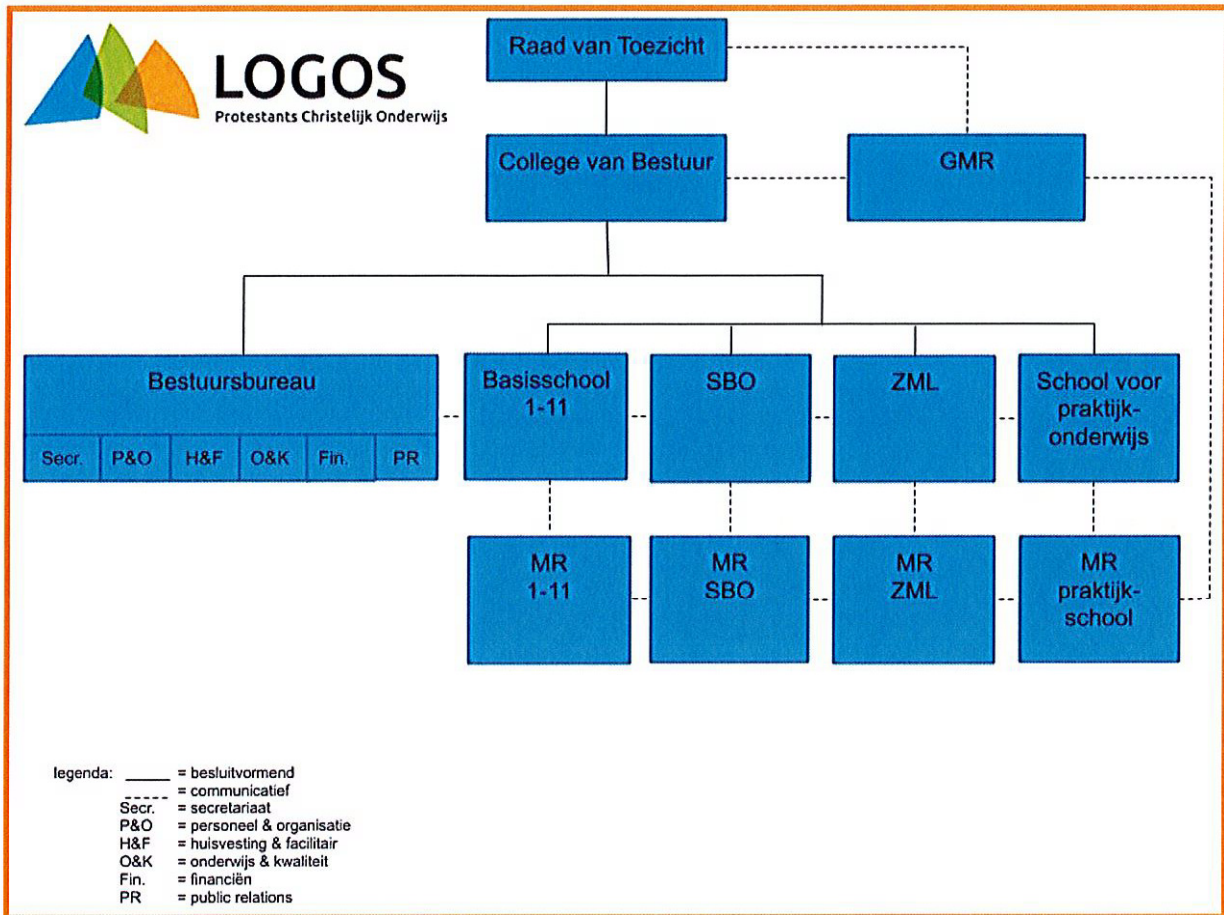 LOGOS
Protestants Christelijk Onderwijs
Raad van Toezicht
College van Bestuur
GMR
Bestuursbureau
Secr.
P&O
H&F
O&K
Fin.
PR
Basisschool
1-11
SBO
ZML
School voor
praktijk-
onderwijs
MR
1-11
MR
SBO
MR
ZML
MR
praktijk-
school
legenda: _____ = besluitvormend
----- = communicatief
Secr. = secretariaat
P&O = personeel & organisatie
H&F = huisvesting & facilitair
O&K = onderwijs & kwaliteit
Fin. = financiën
PR = public relations